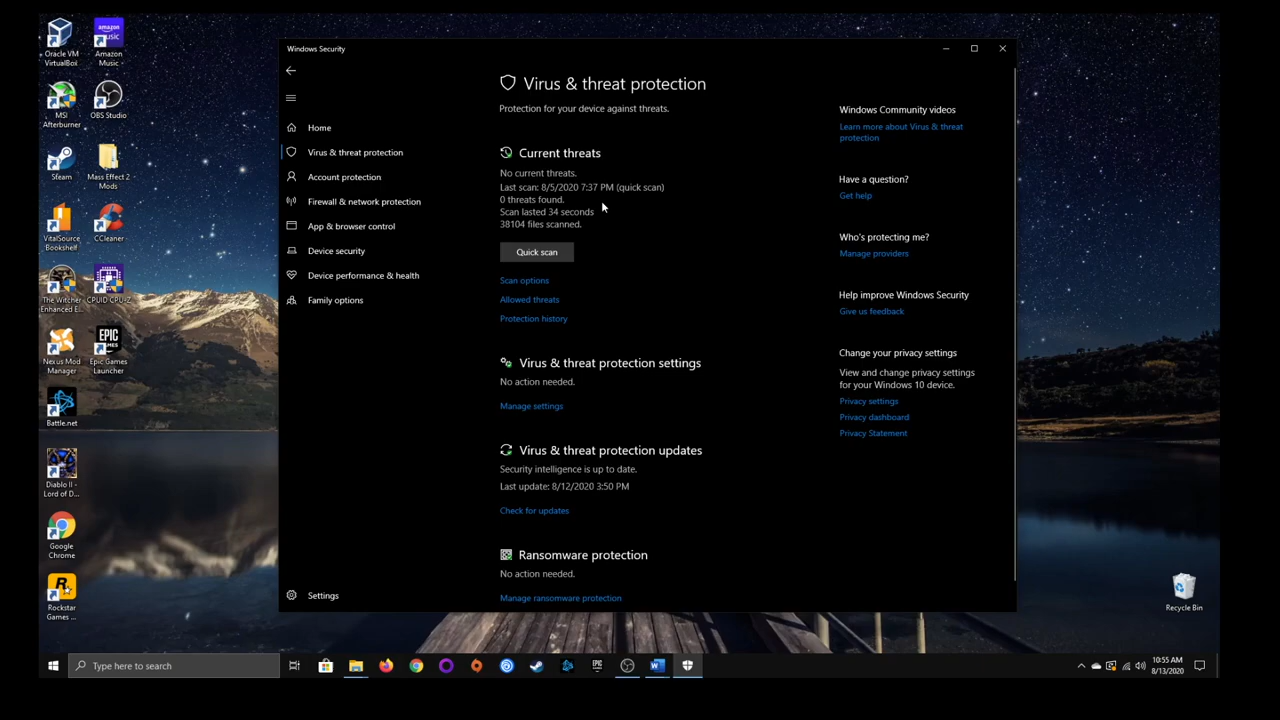 Oracle VM
VirtualBox
Amazon
Music -
MSI
Afterburner
OBS Studio
Steam
Mass Effect 2 -
Mods
VitalSource
Bookshelf
CCleaner
The Witcher
Enhanced E...
CPUID CPU-Z
Nexus Mod
Manager
Epic Games
Launcher
Battle.net
Diablo II -
Lord of D...
Google
Chrome
Rockstar
Games ...
Windows Security
Home
Virus & threat protection
Account protection
Firewall & network protection
App & browser control
Device security
Device performance & health
Family options
Settings
Virus & threat protection
Protection for your device against threats.
Current threats
No current threats.
Last scan: 8/5/2020 7:37 PM (quick scan)
0 threats found.
Scan lasted 34 seconds
38104 files scanned.
Quick scan
Scan options
Allowed threats
Protection history
Virus & threat protection settings
No action needed.
Manage settings
Virus & threat protection updates
Security intelligence is up to date.
Last update: 8/12/2020 3:50 PM
Check for updates
Ransomware protection
No action needed.
Manage ransomware protection
Windows Community videos
Learn more about Virus & threat
protection
Have a question?
Get help
Who's protecting me?
Manage providers
Help improve Windows Security
Give us feedback
Change your privacy settings
View and change privacy settings
for your Windows 10 device.
Privacy settings
Privacy dashboard
Privacy Statement
Recycle Bin
Type here to search
10:55 AM
8/13/2020